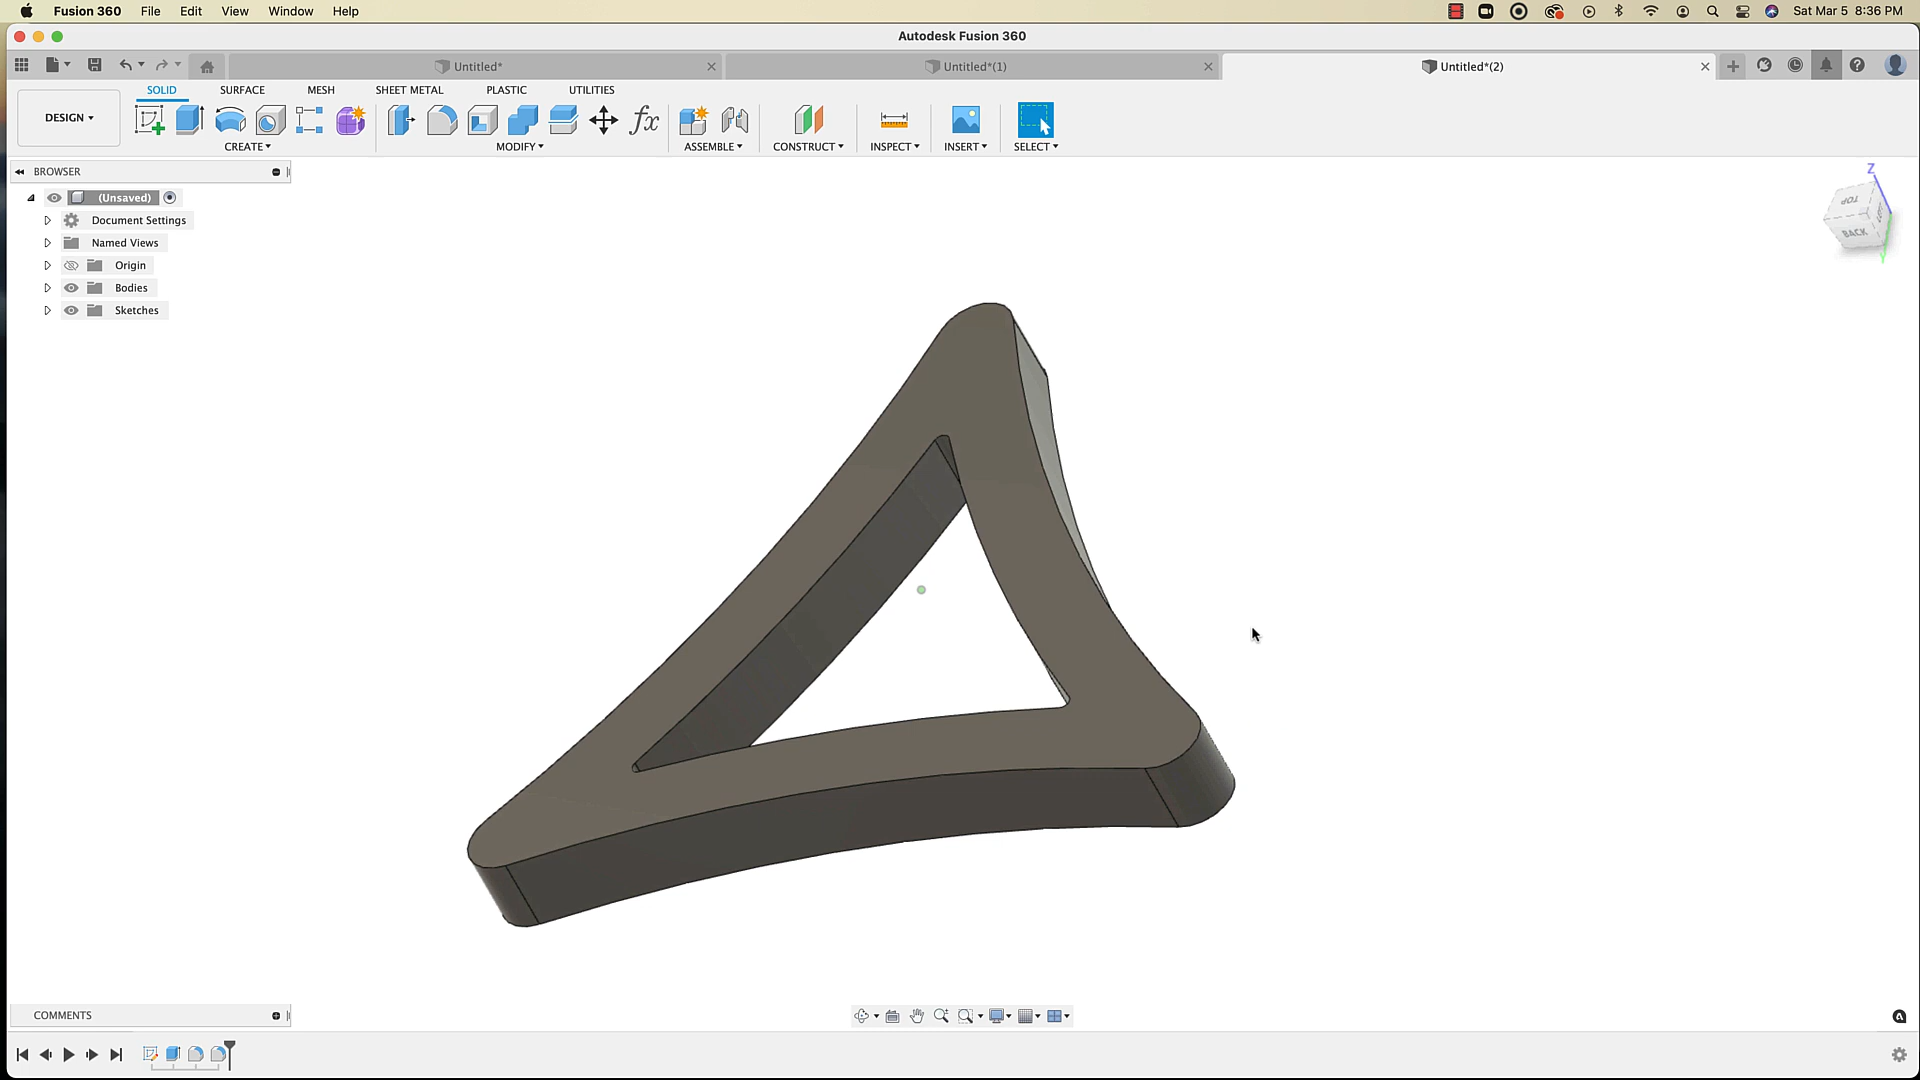 Fusion 360 File Edit View Window Help Sat Mar 5 8:36 PM
Autodesk Fusion 360
Untitled* Untitled*(1) Untitled*(2)
SOLID SURFACE MESH SHEET METAL PLASTIC UTILITIES
DESIGN
fx
CREATE MODIFY ASSEMBLE CONSTRUCT INSPECT INSERT SELECT
BROWSER
(Unsaved)
Document Settings
Named Views
Origin
Bodies
Sketches
Z
TOP
BACK
Y
COMMENTS